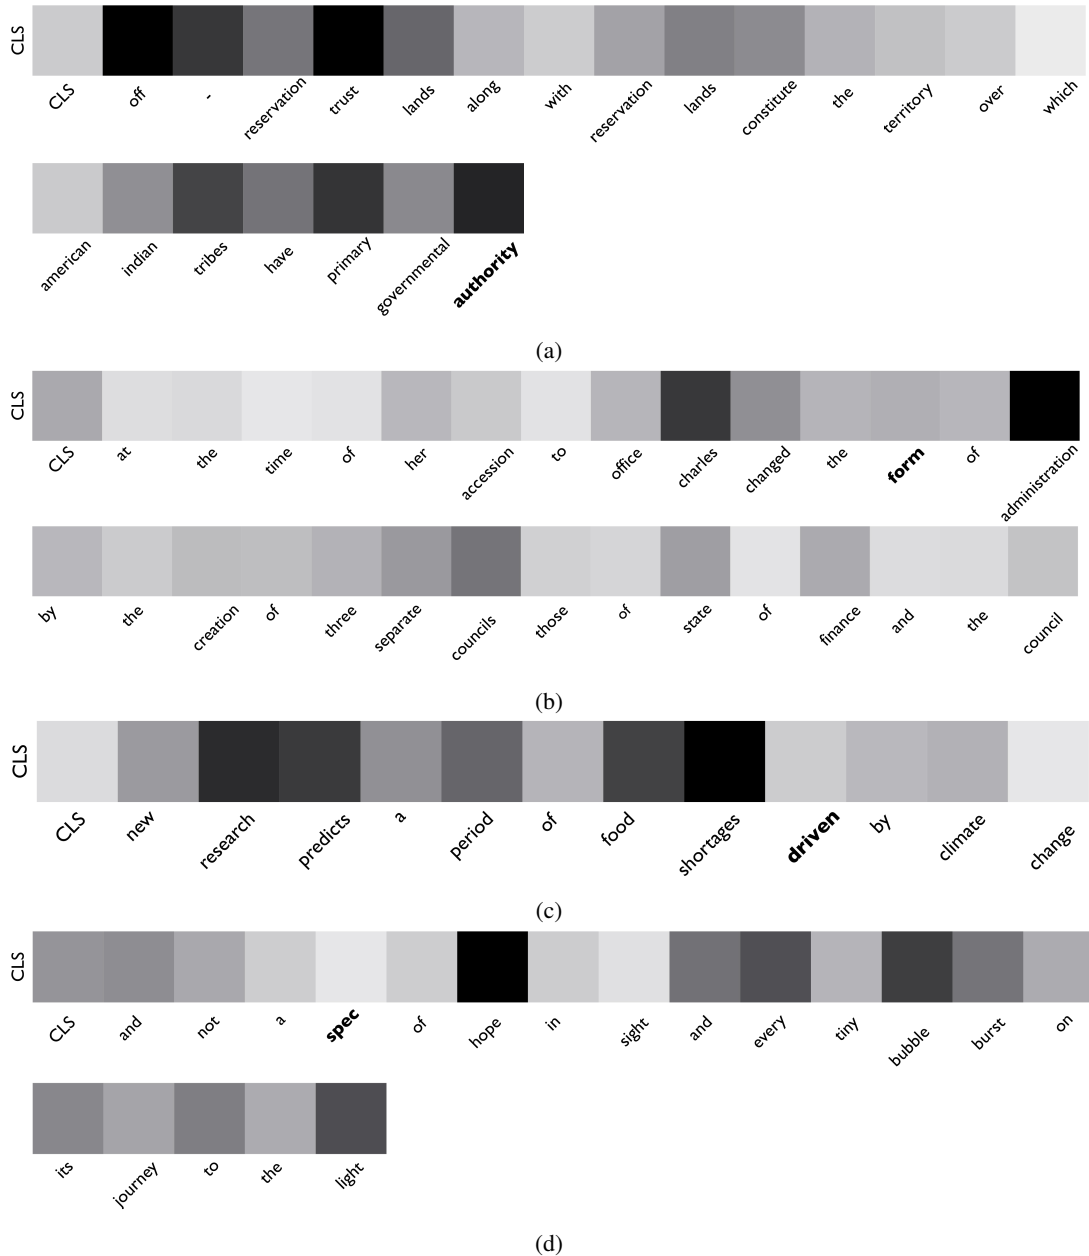 CLS
CLS off - reservation trust lands along with reservation lands constitute the territory over which
american indian tribes have primary governmental authority
(a)
CLS
CLS at the time of her accession to office charles changed the form of administration
by the creation of three separate councils those of state of finance and the council
(b)
CLS
CLS new research predicts a period of food shortages driven by climate change
(c)
CLS
CLS and not a spec of hope in sight and every tiny bubble burst on
its journey to the light
(d)